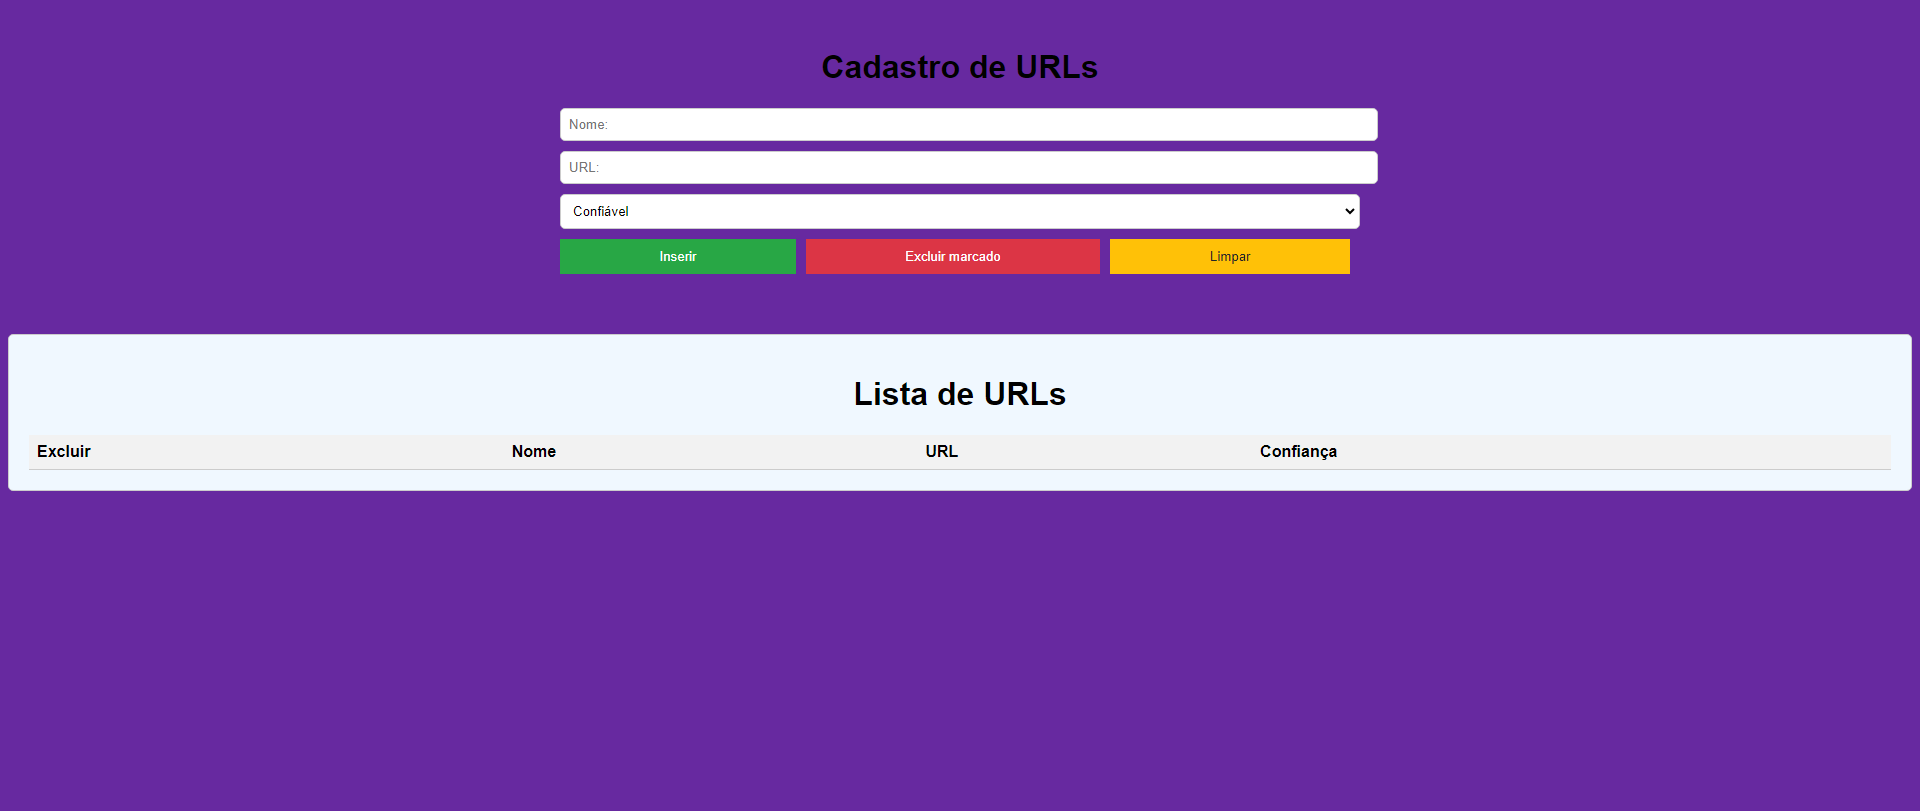 Cadastro de URLs
Nome:
URL:
Confiável
Inserir Excluir marcado Limpar
Lista de URLs
Excluir Nome URL Confiança